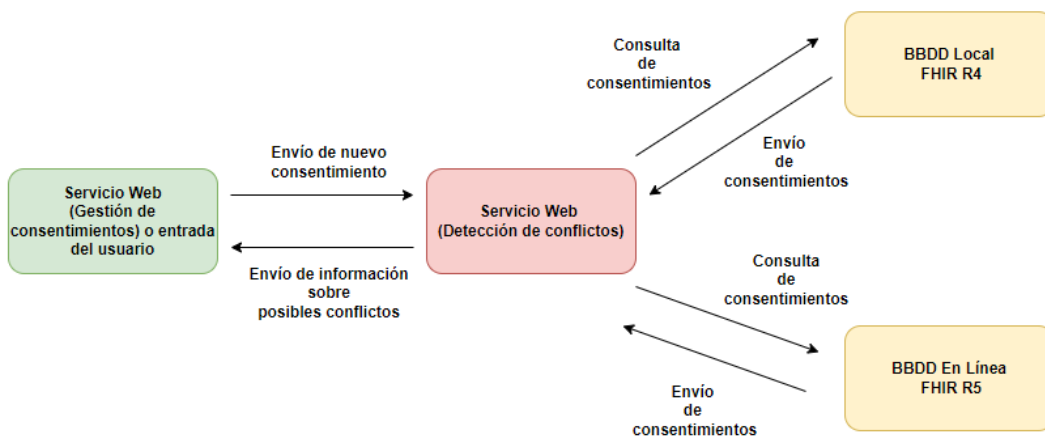 Servicio Web
(Gestión de
consentimientos) o entrada
del usuario
Envío de nuevo
consentimiento
Envío de información
sobre
posibles conflictos
Servicio Web
(Detección de conflictos)
Consulta
de
consentimientos
Envío
de
consentimientos
BBDD Local
FHIR R4
Consulta
de
consentimientos
Envío
de
consentimientos
BBDD En Línea
FHIR R5